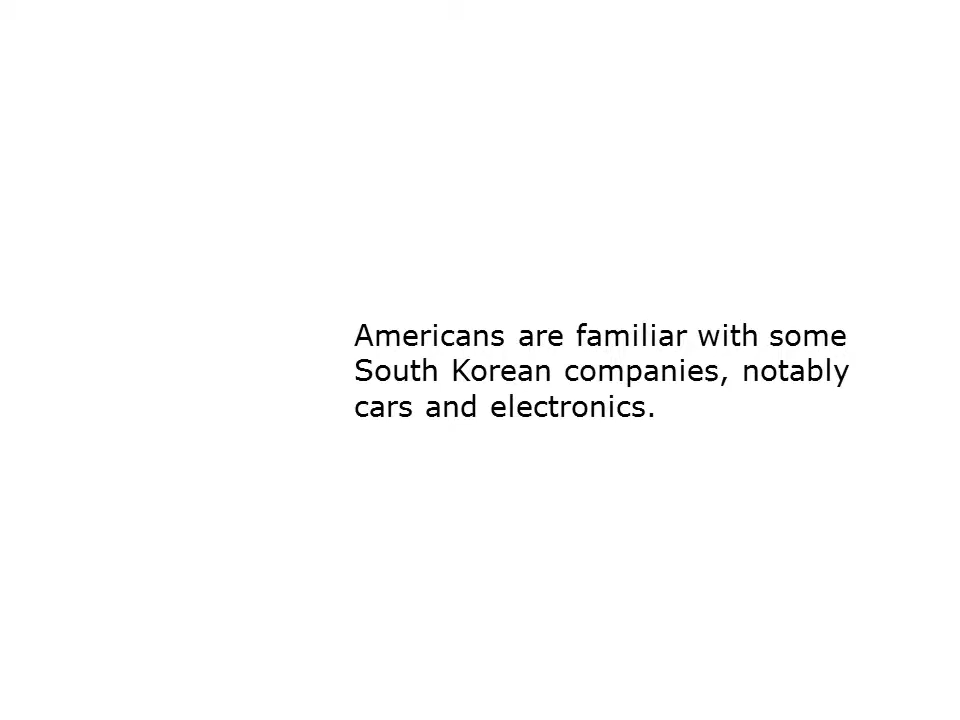 Americans are familiar with some
South Korean companies, notably
cars and electronics.